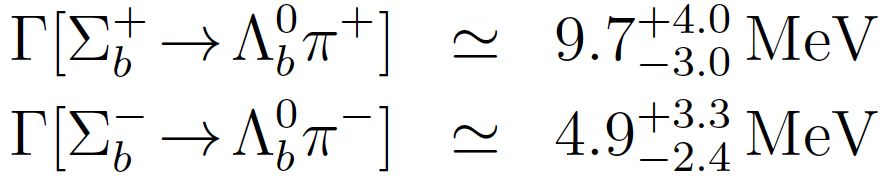 Γ[Σ_b^+ → Λ_b^0 π^+] ≃ 9.7^{+4.0}_{−3.0} MeV
Γ[Σ_b^− → Λ_b^0 π^−] ≃ 4.9^{+3.3}_{−2.4} MeV